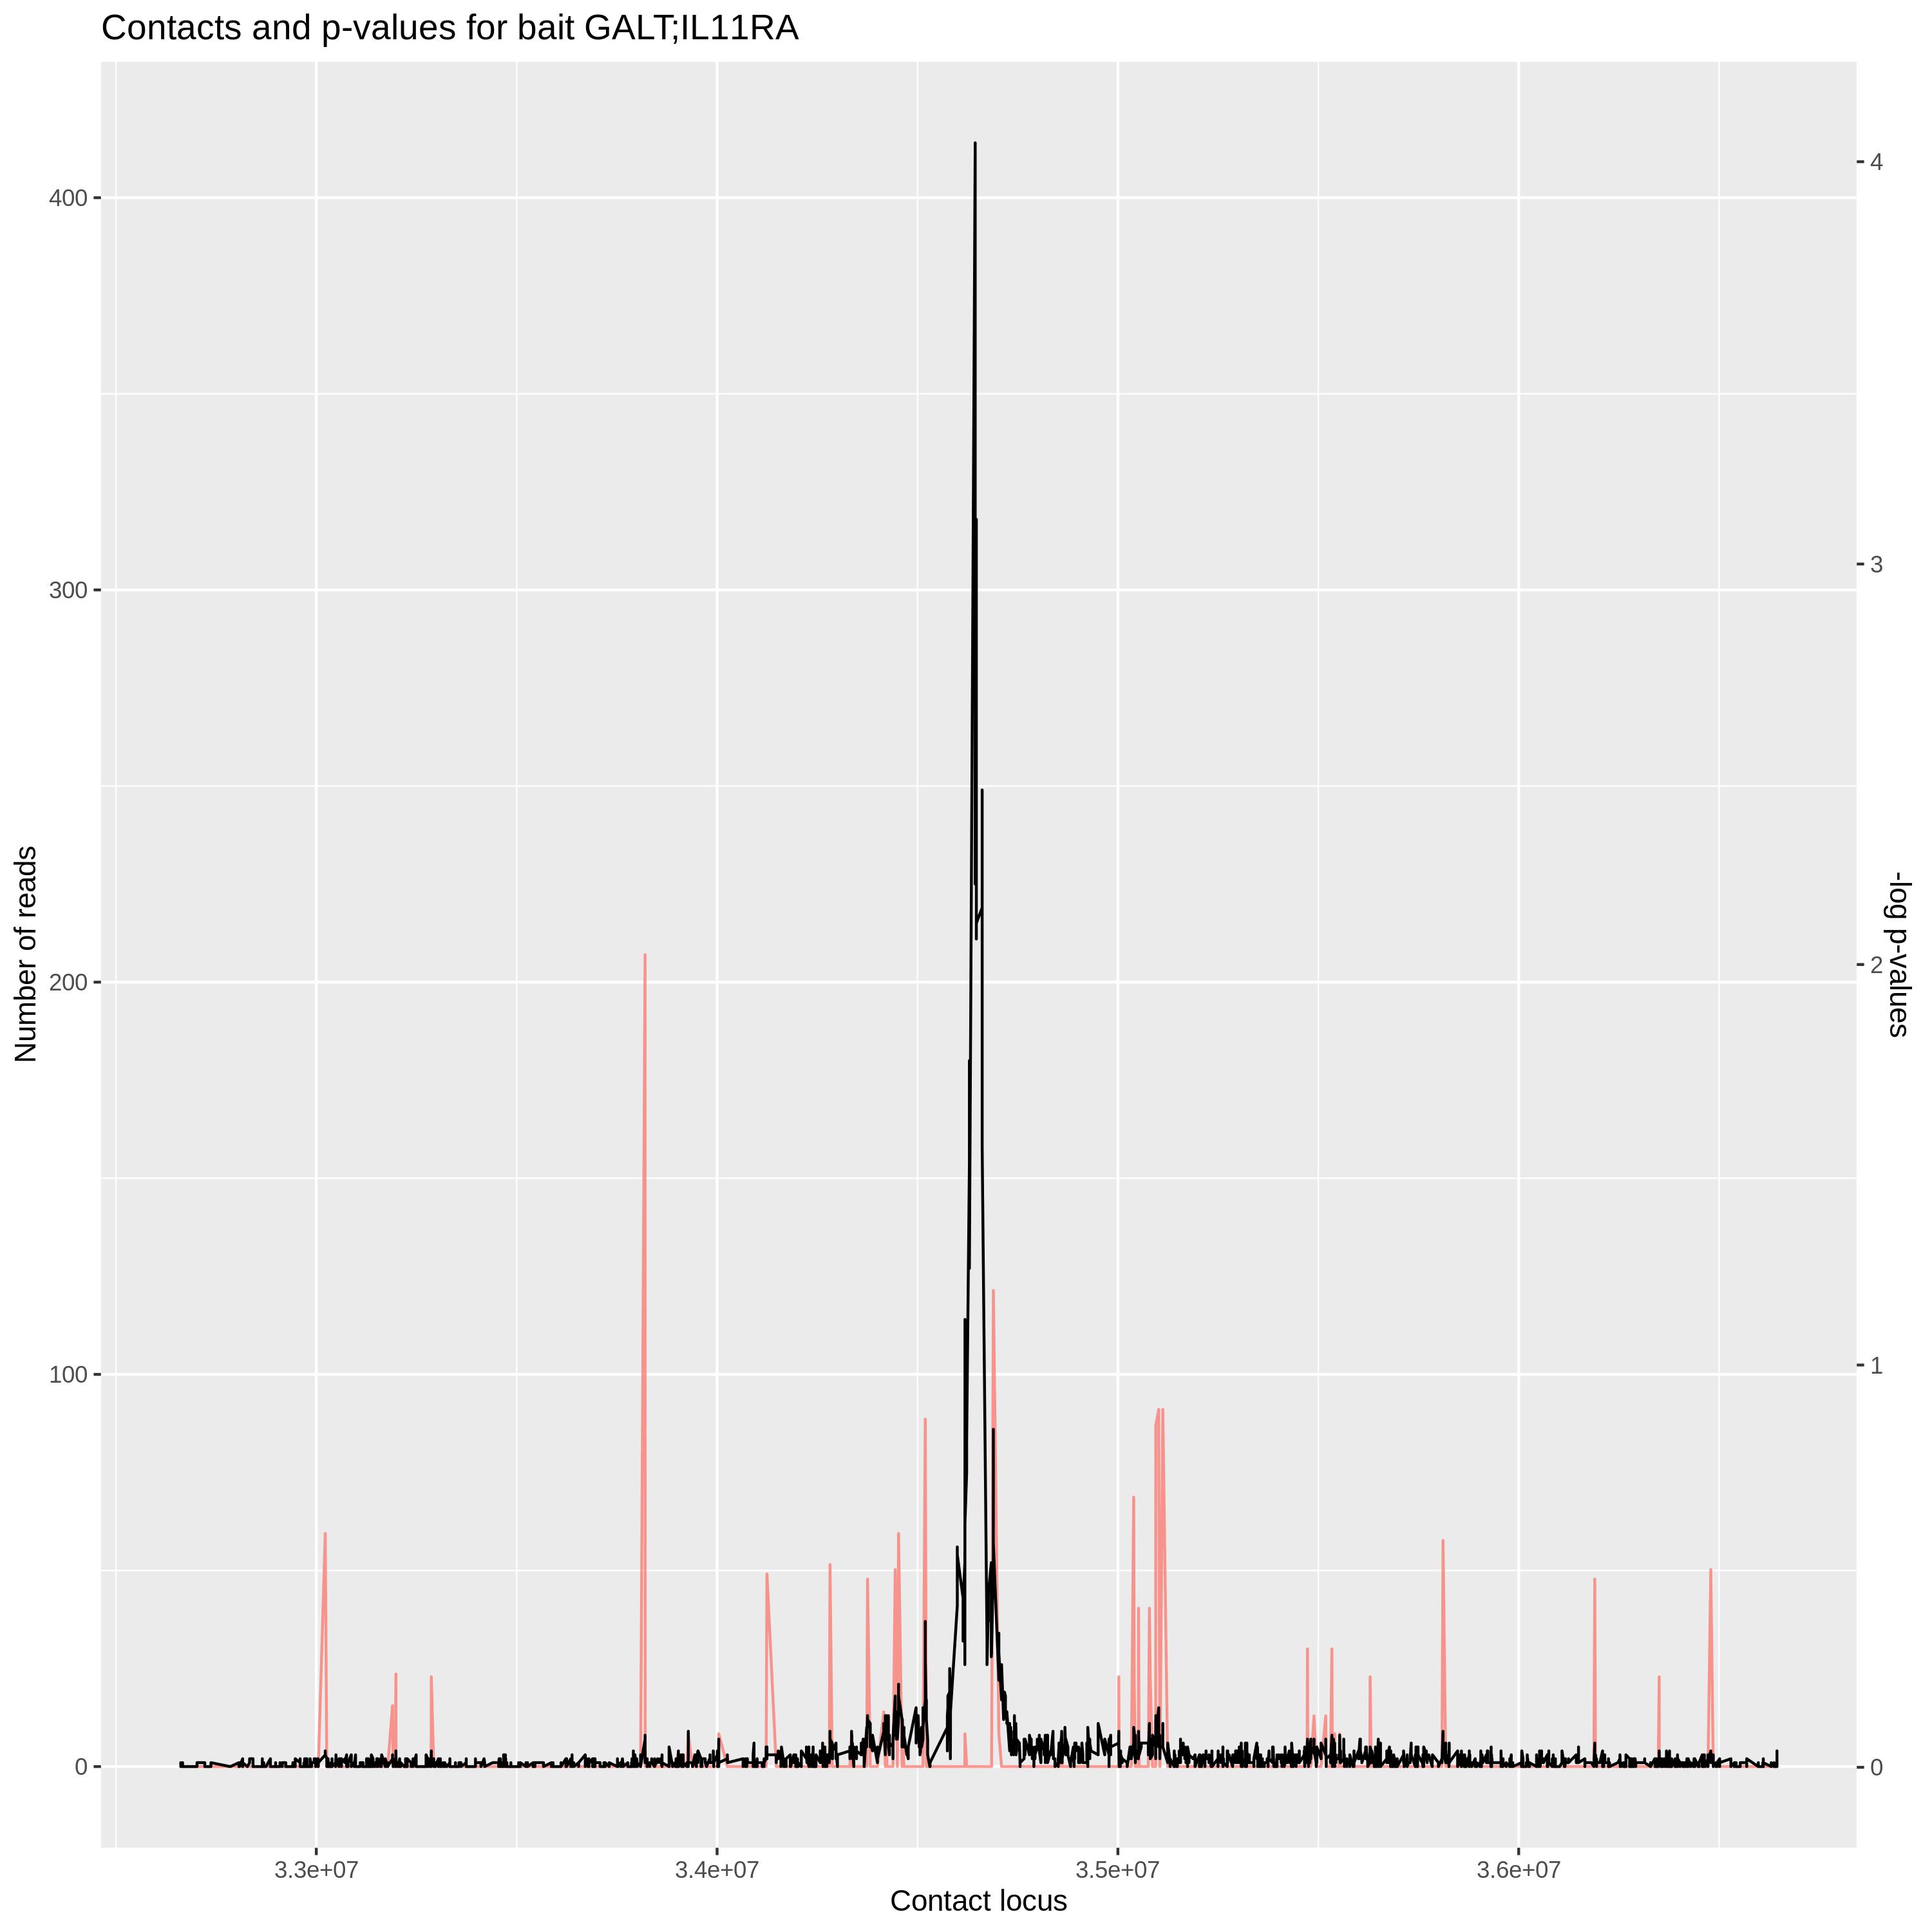 Contacts and p-values for bait GALT;IL11RA
400
300
200
100
0
Number of reads
4
3
2
1
0
-log p-values
3.3e+07 3.4e+07 3.5e+07 3.6e+07
Contact locus